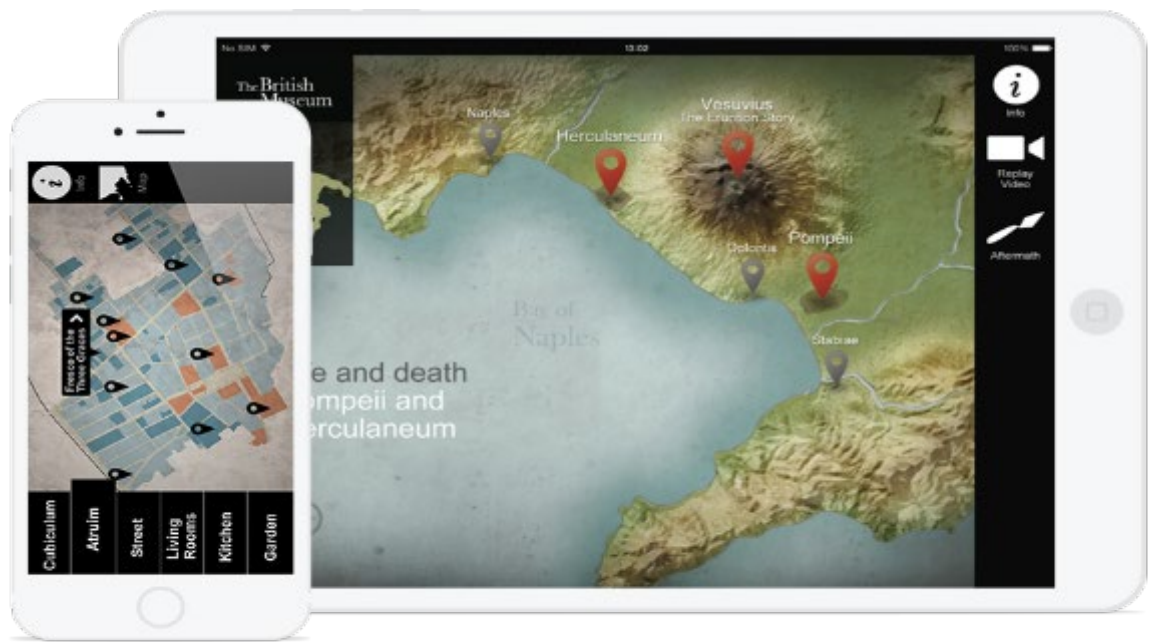 No SIM
13:02
100%
The British
Museum
Naples
Herculaneum
Vesuvius
The Eruption Story
Oplontis
Pompeii
Stabiae
Bay of
Naples
e and death
ompeii and
erculaneum
Info
Replay
Video
Aftermath
Info
Map
Fresco of the
Three Graces
Cubiculum
Atruim
Street
Living
Rooms
Kitchen
Garden